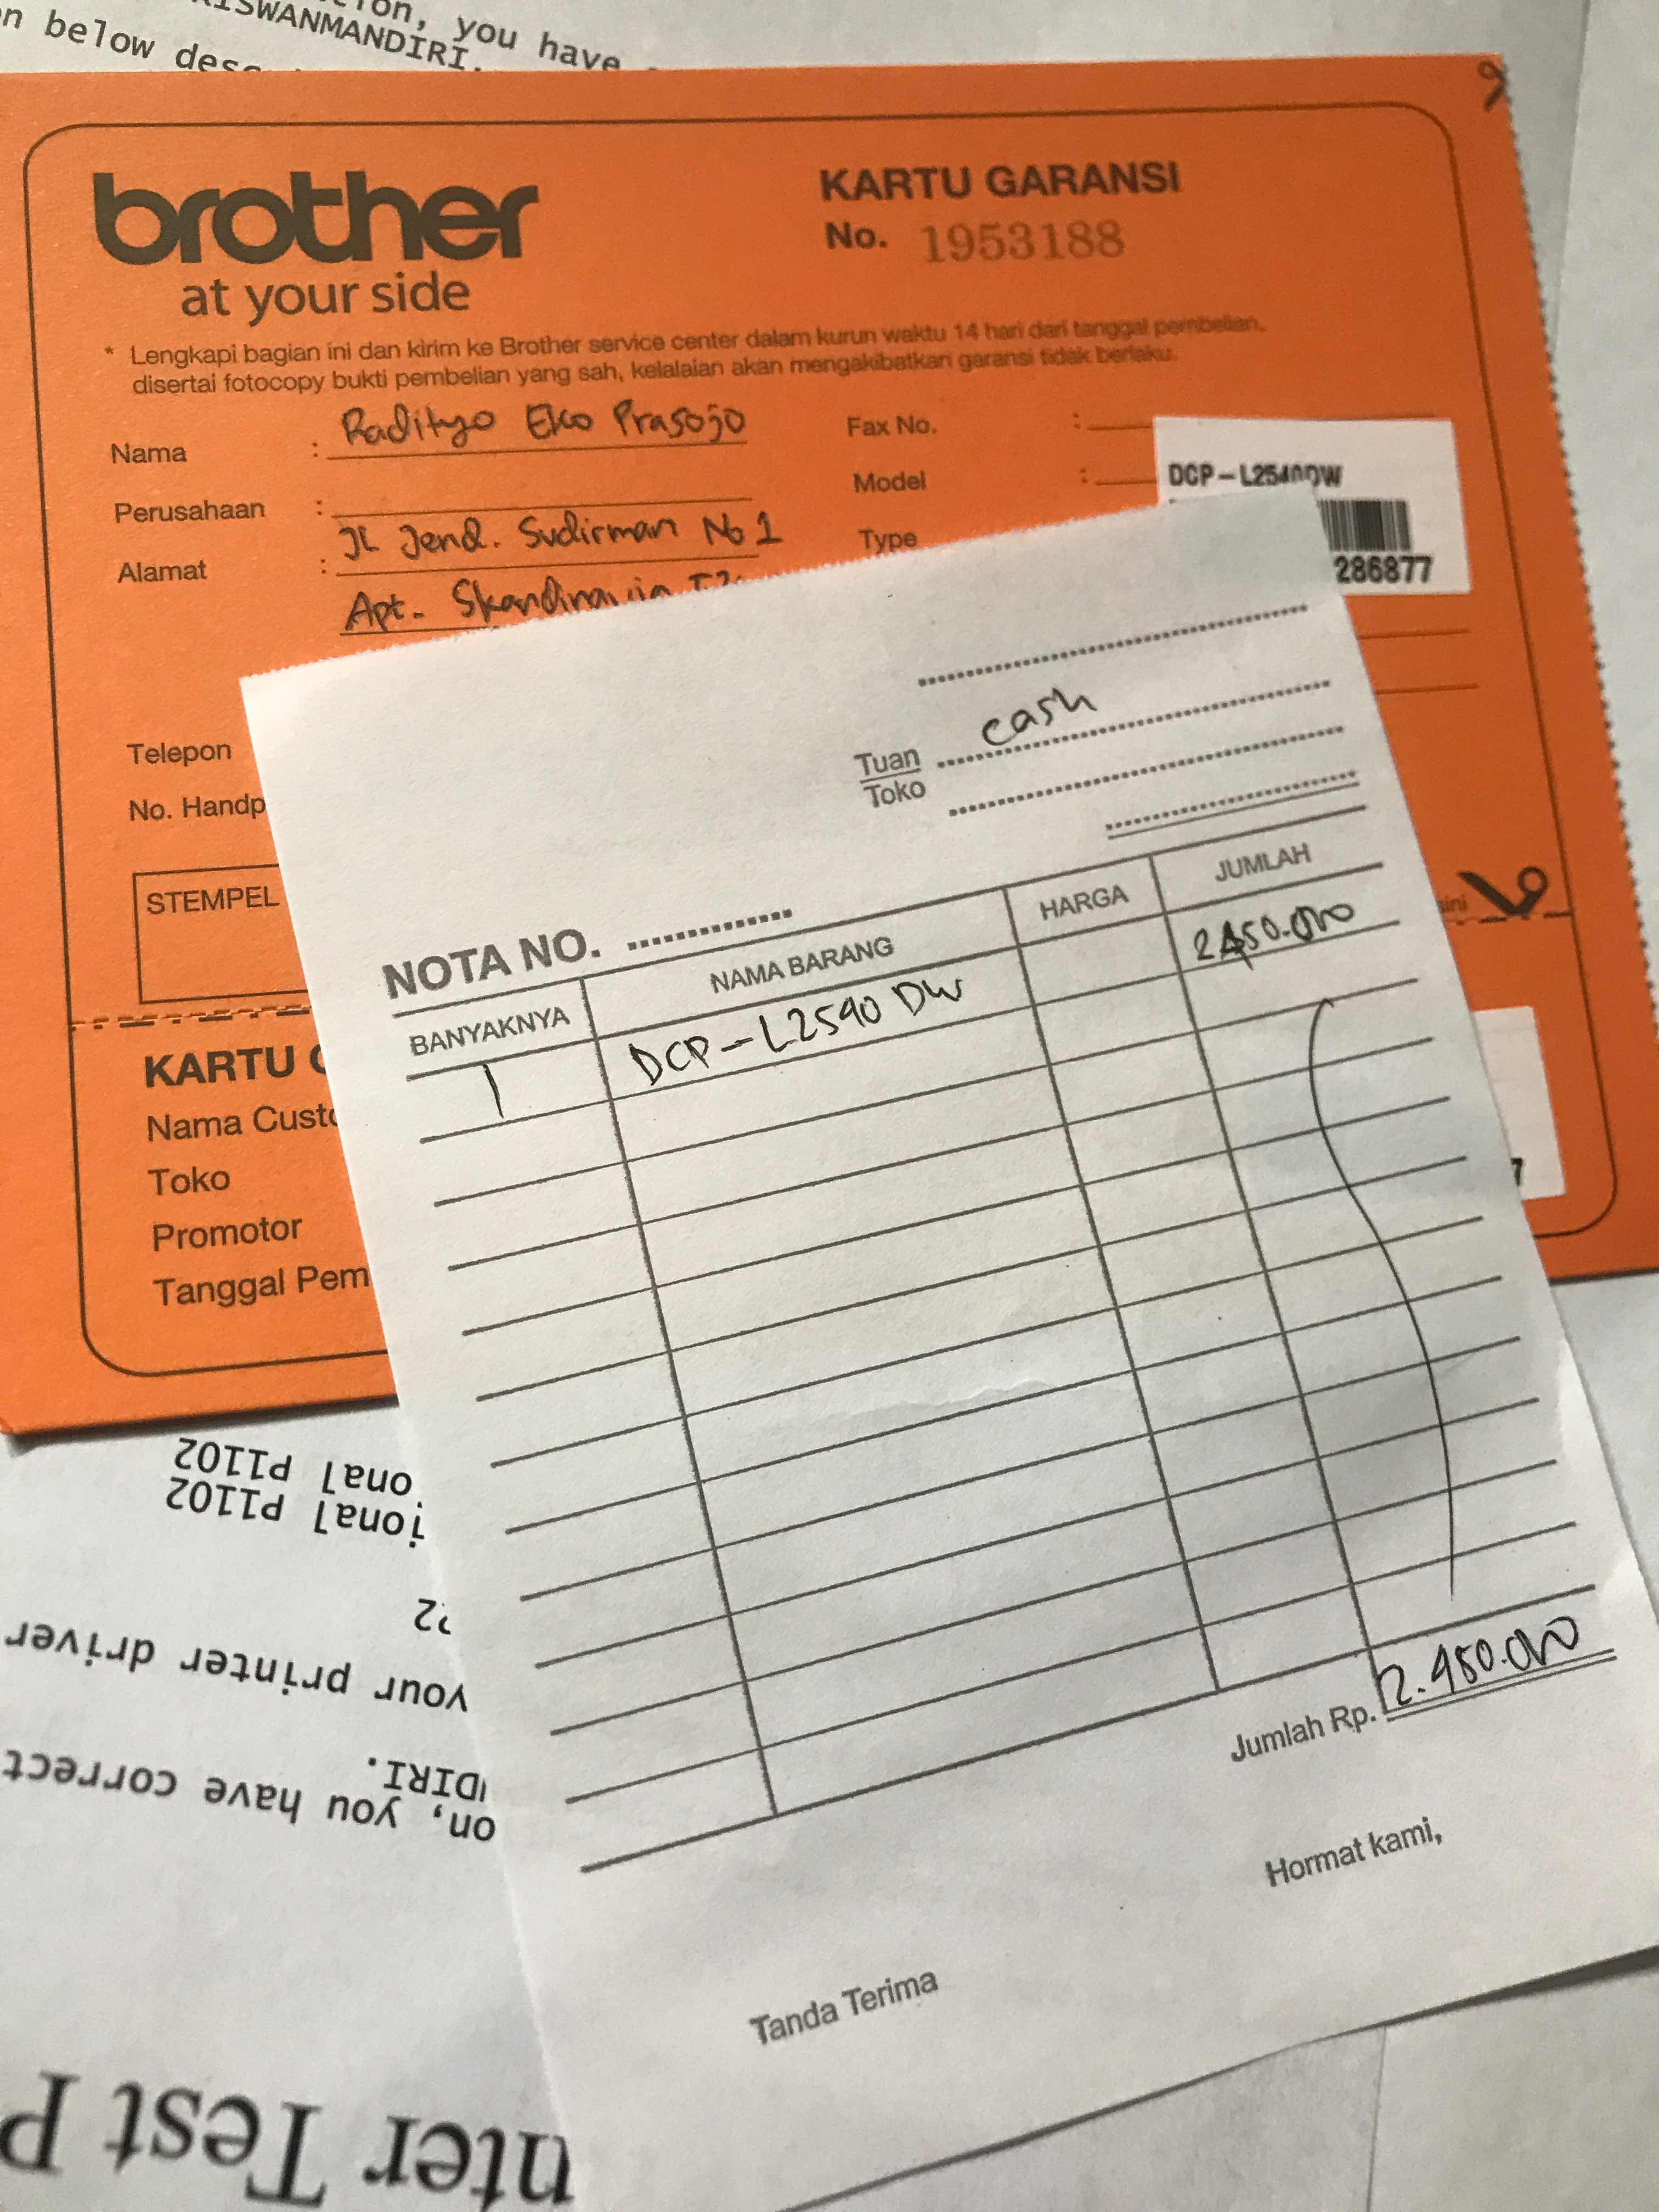 on, you have
RISWANMANDIRI.
n below desc
brother
at your side
KARTU GARANSI
No. 1953188
* Lengkapi bagian ini dan kirim ke Brother service center dalam kurun waktu 14 hari dari tanggal pembelian,
disertai fotocopy bukti pembelian yang sah, kelalaian akan mengakibatkan garansi tidak berlaku.
Nama : Radityo Eko Prasojo
Perusahaan :
Alamat : Jl Jend. Sudirman No 1
Apt. Skandinavia
Telepon
No. Handp
Fax No. :
Model :
Type
DCP-L2540DW
286877
STEMPEL
sini
KARTU G
Nama Custo
Toko
Promotor
Tanggal Pem
7
Tuan cash
Toko
NOTA NO.
BANYAKNYA NAMA BARANG HARGA JUMLAH
1 DCP-L2540 DW 2450.000
Jumlah Rp. 2.450.000
Tanda Terima
Hormat kami,
onal P1102
ional P1102
22
your printer driver
DIRI.
on, you have correct
nter Test P